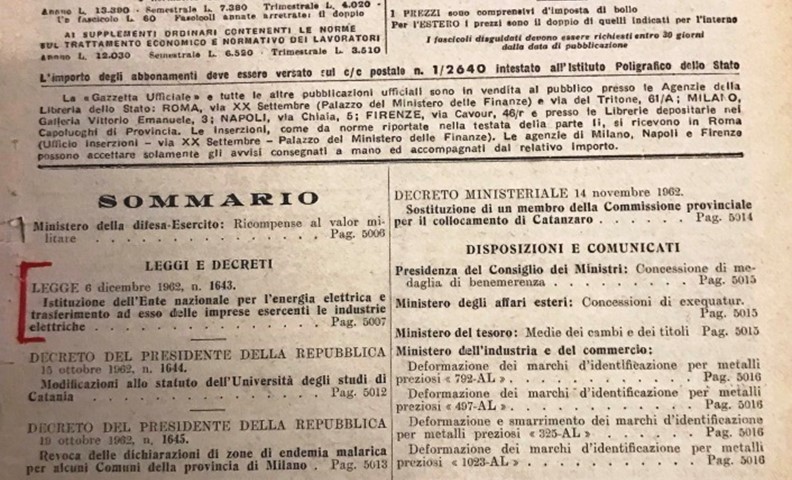 Anno L. 13.380 - Semestrale L. 7.380 Trimestrale L. 4.020 -
Un fascicolo L. 60 Fascicoli annate arretrate: il doppio
AI SUPPLEMENTI ORDINARI CONTENENTI LE NORME
SUL TRATTAMENTO ECONOMICO E NORMATIVO DEI LAVORATORI
Anno L. 12.030 - Semestrale L. 6.520 - Trimestrale L. 3.510
I PREZZI sono comprensivi d'imposta di bollo
Per l'ESTERO i prezzi sono il doppio di quelli indicati per l'interno
I fascicoli disguidati devono essere richiesti entro 30 giorni
dalla data di pubblicazione
L'importo degli abbonamenti deve essere versato sul c/c postale n. 1/2640 intestato all'Istituto Poligrafico dello Stato
La « Gazzetta Ufficiale » e tutte le altre pubblicazioni ufficiali sono in vendita al pubblico presso le Agenzie della
Libreria dello Stato: ROMA, via XX Settembre (Palazzo del Ministero delle Finanze) e via del Tritone, 61/A; MILANO,
Galleria Vittorio Emanuele, 3; NAPOLI, via Chiaia, 5; FIRENZE, via Cavour, 46/r e presso le Librerie depositarie nei
Capoluoghi di Provincia. Le Inserzioni, come da norme riportate nella testata della parte II, si ricevono in Roma
(Ufficio Inserzioni - via XX Settembre - Palazzo del Ministero delle Finanze). Le agenzie di Milano, Napoli e Firenze
possono accettare solamente gli avvisi consegnati a mano ed accompagnati dal relativo importo.
SOMMARIO
Ministero della difesa-Esercito: Ricompense al valor mi-
litare . . . . . . . . . . . . Pag. 5006
LEGGI E DECRETI
LEGGE 6 dicembre 1962, n. 1643.
Istituzione dell'Ente nazionale per l'energia elettrica e
trasferimento ad esso delle imprese esercenti le industrie
elettriche . . . . . . . . . . . Pag. 5007
DECRETO DEL PRESIDENTE DELLA REPUBBLICA
15 ottobre 1962, n. 1644.
Modificazioni allo statuto dell'Università degli studi di
Catania . . . . . . . . . . . . Pag. 5012
DECRETO DEL PRESIDENTE DELLA REPUBBLICA
19 ottobre 1962, n. 1645.
Revoca delle dichiarazioni di zone di endemia malarica
per alcuni Comuni della provincia di Milano . Pag. 5013
DECRETO MINISTERIALE 14 novembre 1962.
Sostituzione di un membro della Commissione provinciale
per il collocamento di Catanzaro . . . . . Pag. 5014
DISPOSIZIONI E COMUNICATI
Presidenza del Consiglio dei Ministri: Concessione di me-
daglia di benemerenza . . . . . . . . Pag. 5015
Ministero degli affari esteri: Concessioni di exequatur.
Pag. 5015
Ministero del tesoro: Medie dei cambi e dei titoli Pag. 5015
Ministero dell'industria e del commercio:
Deformazione dei marchi d'identificazione per metalli
preziosi « 792-AL » . . . . . . . . . Pag. 5016
Deformazione dei marchi d'identificazione per metalli
preziosi « 497-AL » . . . . . . . . . Pag. 5016
Deformazione e smarrimento dei marchi d'identificazione
per metalli preziosi « 325-AL » . . . . . . Pag. 5016
Deformazione dei marchi d'identificazione per metalli
preziosi « 1023-AL » . . . . . . . . . Pag. 5016